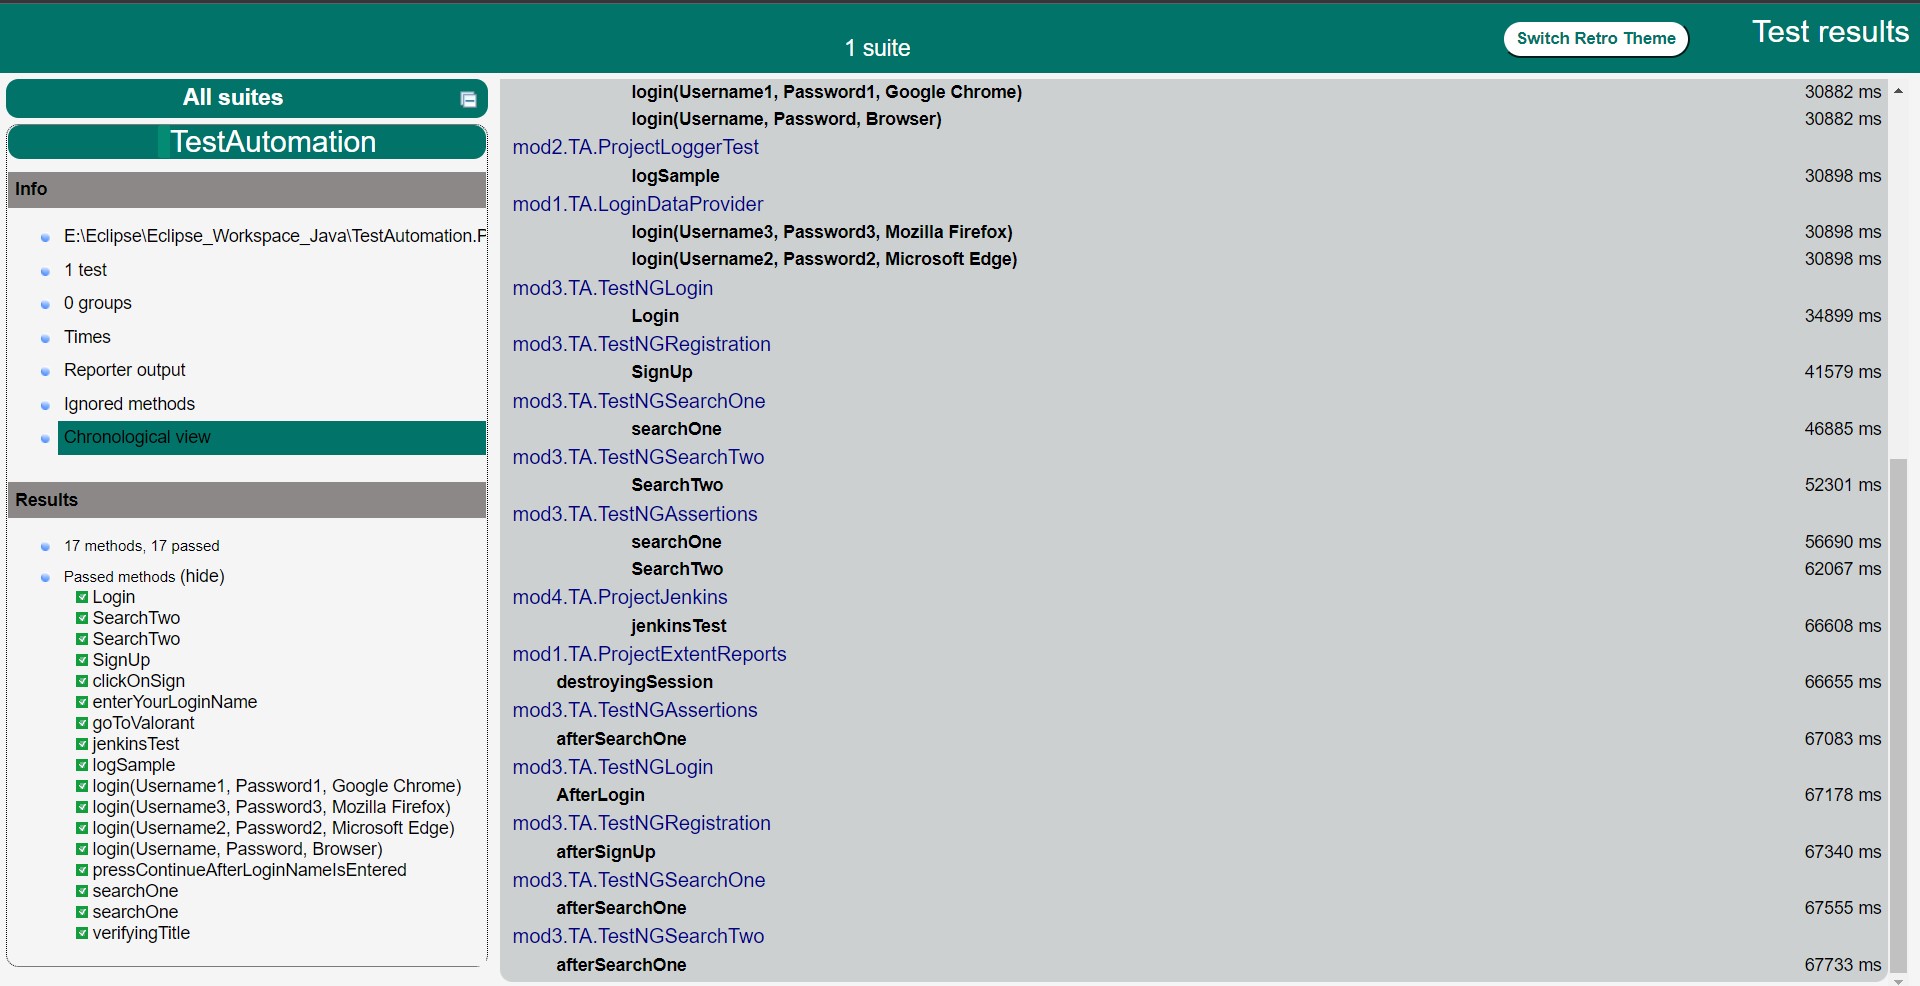 1 suite
Switch Retro Theme
Test results
All suites
TestAutomation
Info
E:\Eclipse\Eclipse_Workspace_Java\TestAutomation.P
1 test
0 groups
Times
Reporter output
Ignored methods
Chronological view
Results
17 methods, 17 passed
Passed methods (hide)
Login
SearchTwo
SearchTwo
SignUp
clickOnSign
enterYourLoginName
goToValorant
jenkinsTest
logSample
login(Username1, Password1, Google Chrome)
login(Username3, Password3, Mozilla Firefox)
login(Username2, Password2, Microsoft Edge)
login(Username, Password, Browser)
pressContinueAfterLoginNameIsEntered
searchOne
searchOne
verifyingTitle
login(Username1, Password1, Google Chrome) 30882 ms
login(Username, Password, Browser) 30882 ms
mod2.TA.ProjectLoggerTest
logSample 30898 ms
mod1.TA.LoginDataProvider
login(Username3, Password3, Mozilla Firefox) 30898 ms
login(Username2, Password2, Microsoft Edge) 30898 ms
mod3.TA.TestNGLogin
Login 34899 ms
mod3.TA.TestNGRegistration
SignUp 41579 ms
mod3.TA.TestNGSearchOne
searchOne 46885 ms
mod3.TA.TestNGSearchTwo
SearchTwo 52301 ms
mod3.TA.TestNGAssertions
searchOne 56690 ms
SearchTwo 62067 ms
mod4.TA.ProjectJenkins
jenkinsTest 66608 ms
mod1.TA.ProjectExtentReports
destroyingSession 66655 ms
mod3.TA.TestNGAssertions
afterSearchOne 67083 ms
mod3.TA.TestNGLogin
AfterLogin 67178 ms
mod3.TA.TestNGRegistration
afterSignUp 67340 ms
mod3.TA.TestNGSearchOne
afterSearchOne 67555 ms
mod3.TA.TestNGSearchTwo
afterSearchOne 67733 ms